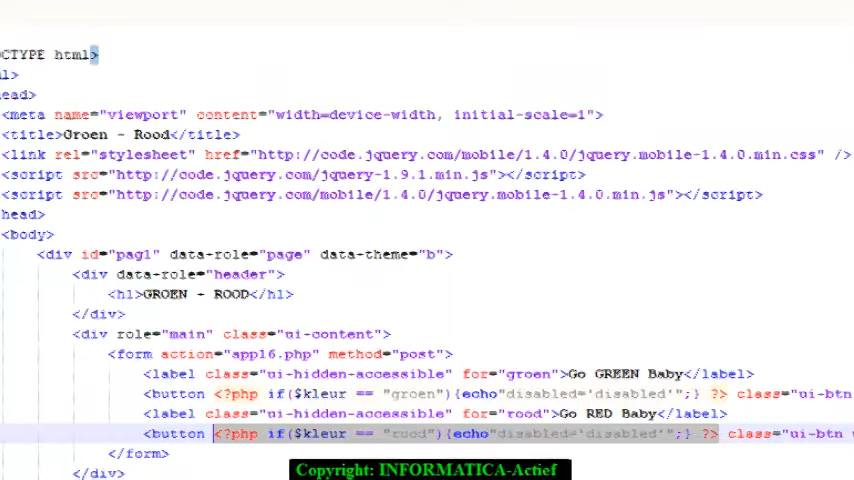 OCTYPE html>
ml>
head>
<meta name="viewport" content="width=device-width, initial-scale=1">
<title>Groen - Rood</title>
<link rel="stylesheet" href="http://code.jquery.com/mobile/1.4.0/jquery.mobile-1.4.0.min.css" />
<script src="http://code.jquery.com/jquery-1.9.1.min.js"></script>
<script src="http://code.jquery.com/mobile/1.4.0/jquery.mobile-1.4.0.min.js"></script>
head>
<body>
<div id="pag1" data-role="page" data-theme="b">
<div data-role="header">
<h1>GROEN - ROOD</h1>
</div>
<div role="main" class="ui-content">
<form action="app16.php" method="post">
<label class="ui-hidden-accessible" for="groen">Go GREEN Baby</label>
<button <?php if($kleur == "groen"){echo"disabled='disabled'";} ?> class="ui-btn
<label class="ui-hidden-accessible" for="rood">Go RED Baby</label>
<button <?php if($kleur == "rood"){echo"disabled='disabled'";} ?> class="ui-btn
</form>
</div>
Copyright: INFORMATICA-Actief